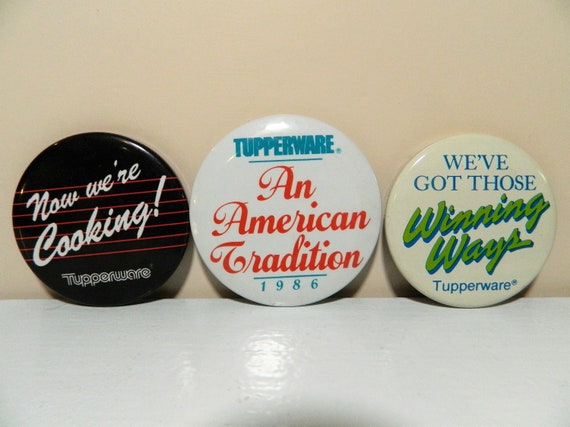 Now we're
Cooking!
Tupperware
TUPPERWARE®
An
American
Tradition
1986
WE'VE
GOT THOSE
Winning
Ways
Tupperware®